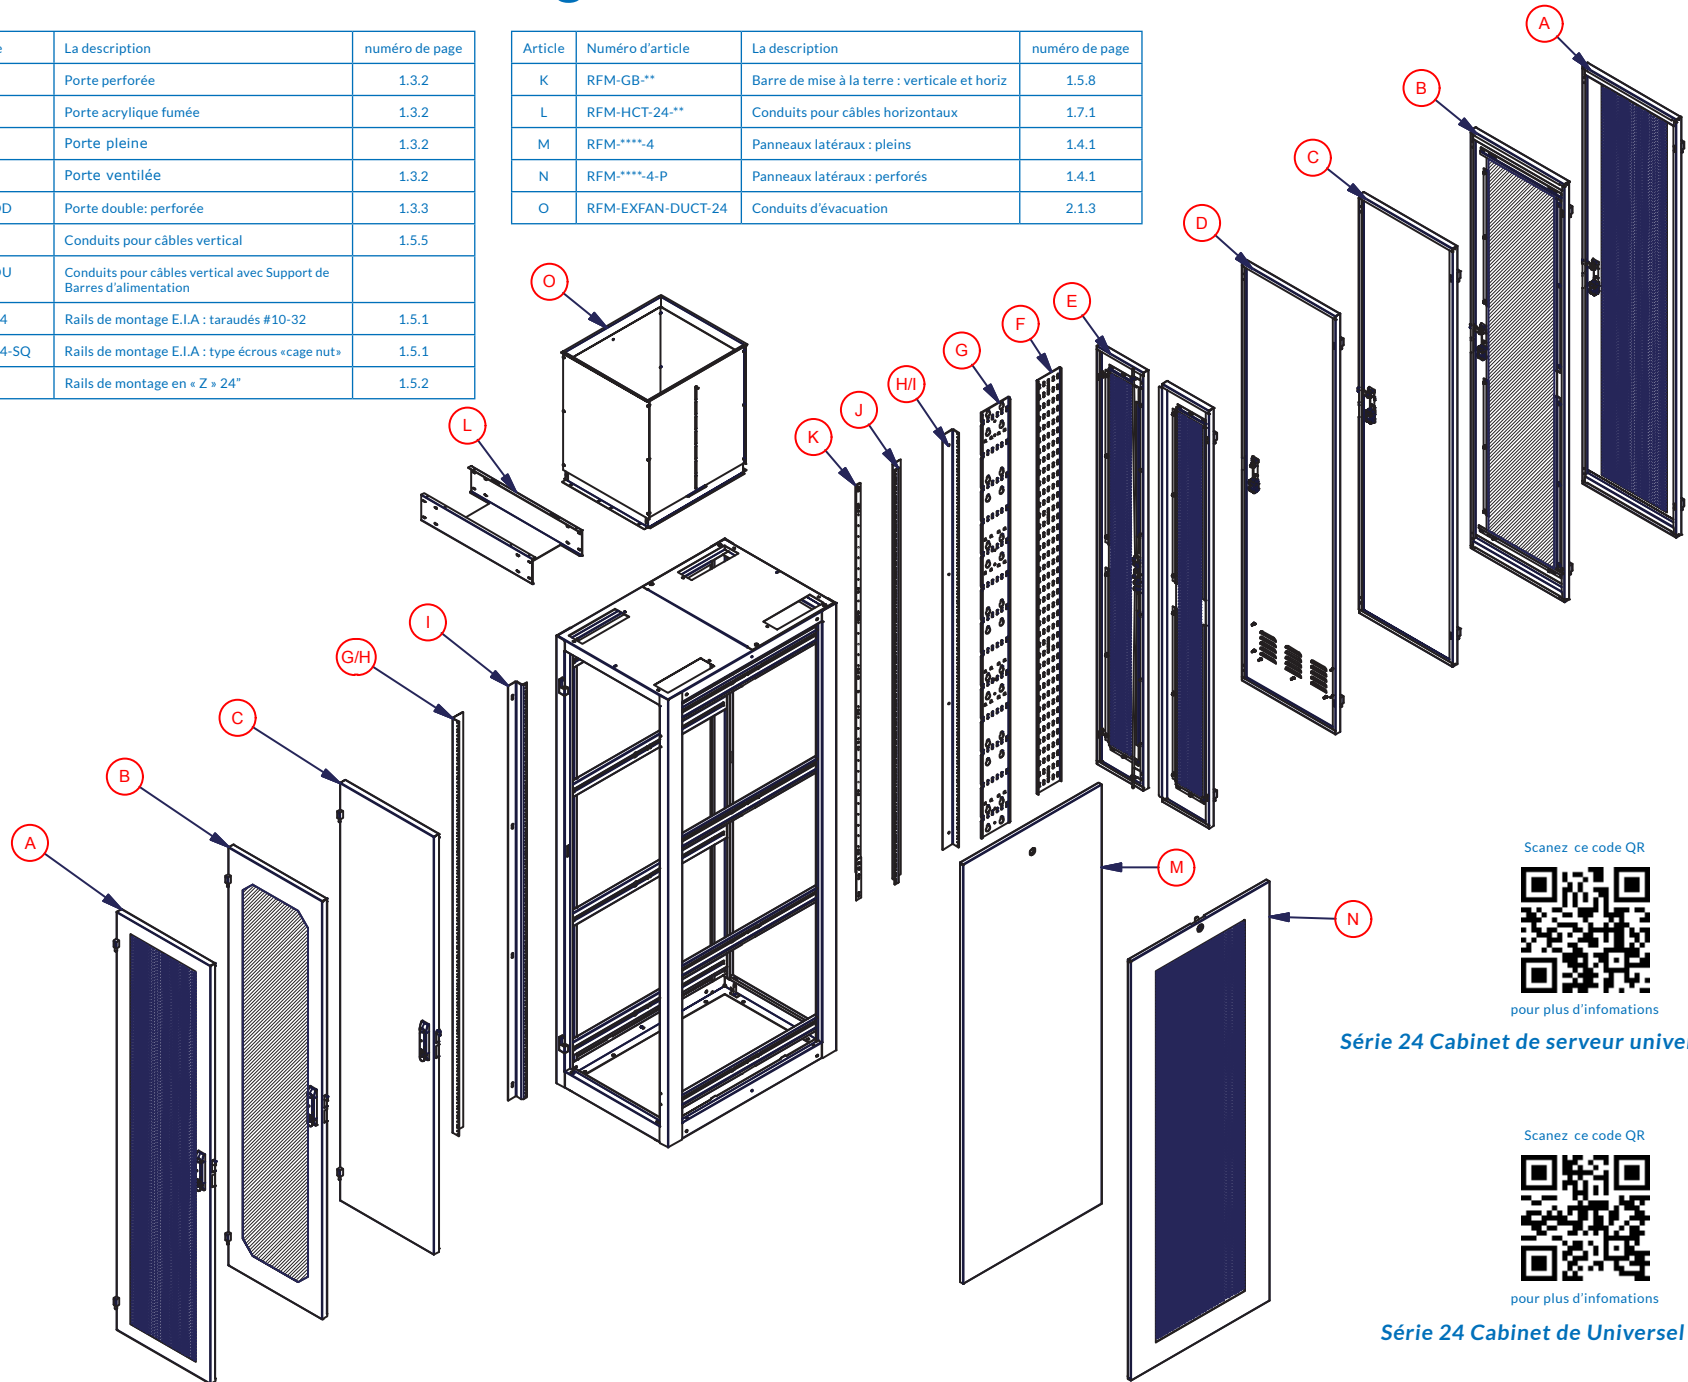 La description numéro de page
Porte perforée 1.3.2
Porte acrylique fumée 1.3.2
Porte pleine 1.3.2
Porte ventilée 1.3.2
Porte double: perforée 1.3.3
Conduits pour câbles vertical 1.5.5
Conduits pour câbles vertical avec Support de
Barres d'alimentation
4 Rails de montage E.I.A : taraudés #10-32 1.5.1
4-SQ Rails de montage E.I.A : type écrous «cage nut» 1.5.1
Rails de montage en « Z » 24” 1.5.2
Article Numéro d'article La description numéro de page
K RFM-GB-** Barre de mise à la terre : verticale et horiz 1.5.8
L RFM-HCT-24-** Conduits pour câbles horizontaux 1.7.1
M RFM-****-4 Panneaux latéraux : pleins 1.4.1
N RFM-****-4-P Panneaux latéraux : perforés 1.4.1
O RFM-EXFAN-DUCT-24 Conduits d'évacuation 2.1.3
A
B
C
D
E
F
G
H/I
J
K
O
L
I
G/H
C
B
A
M
N
Scanez ce code QR
pour plus d'infomations
Série 24 Cabinet de serveur
Scanez ce code QR
pour plus d'infomations
Série 24 Cabinet de Universel